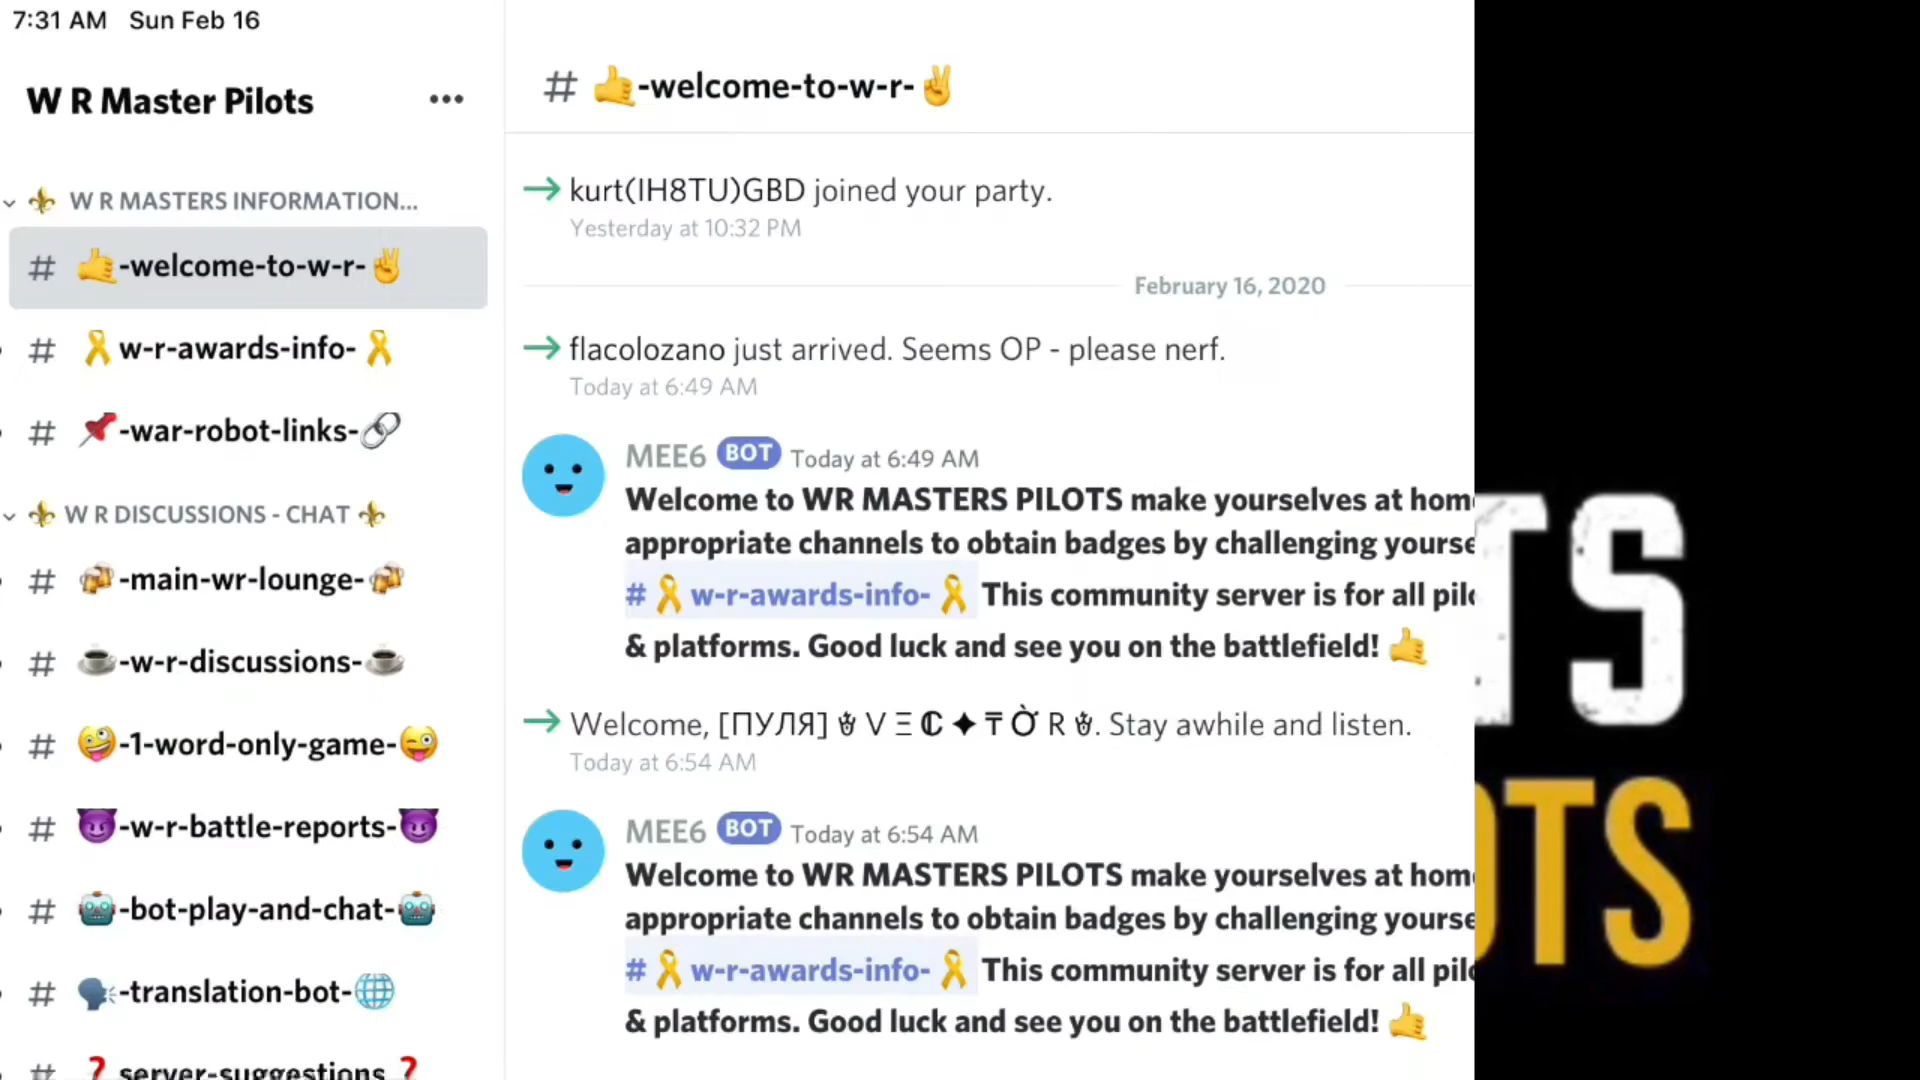 7:31 AM Sun Feb 16
W R Master Pilots
W R MASTERS INFORMATION...
# 🤙-welcome-to-w-r-✌️
# 🎗️w-r-awards-info-🎗️
# 📌-war-robot-links-🔗
⚜️ W R DISCUSSIONS - CHAT ⚜️
# 🍻-main-wr-lounge-🍻
# ☕-w-r-discussions-☕
# 🤪-1-word-only-game-😜
# 😈-w-r-battle-reports-😈
# 🤖-bot-play-and-chat-🤖
# 🗣️-translation-bot-🌐
# ❓server-suggestions❓
# 🤙-welcome-to-w-r-✌️
kurt(IH8TU)GBD joined your party.
Yesterday at 10:32 PM
February 16, 2020
flacolozano just arrived. Seems OP - please nerf.
Today at 6:49 AM
MEE6 BOT Today at 6:49 AM
Welcome to WR MASTERS PILOTS make yourselves at hom
appropriate channels to obtain badges by challenging yourse
# 🎗️w-r-awards-info-🎗️ This community server is for all pil
& platforms. Good luck and see you on the battlefield! 🤙
Welcome, [ПУЛЯ] V Ξ ℂ ✦ ₸ Ờ R. Stay awhile and listen.
Today at 6:54 AM
MEE6 BOT Today at 6:54 AM
Welcome to WR MASTERS PILOTS make yourselves at hom
appropriate channels to obtain badges by challenging yourse
# 🎗️w-r-awards-info-🎗️ This community server is for all pil
& platforms. Good luck and see you on the battlefield! 🤙
TS
OTS